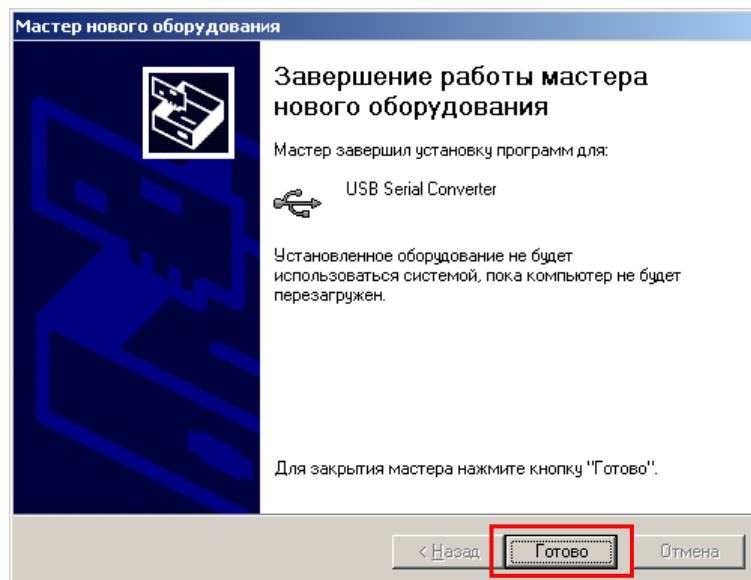 Мастер нового оборудования
Завершение работы мастера
нового оборудования
Мастер завершил установку программ для:
USB Serial Converter
Установленное оборудование не будет
использоваться системой, пока компьютер не будет
перезагружен.
Для закрытия мастера нажмите кнопку "Готово".
< Назад Готово Отмена